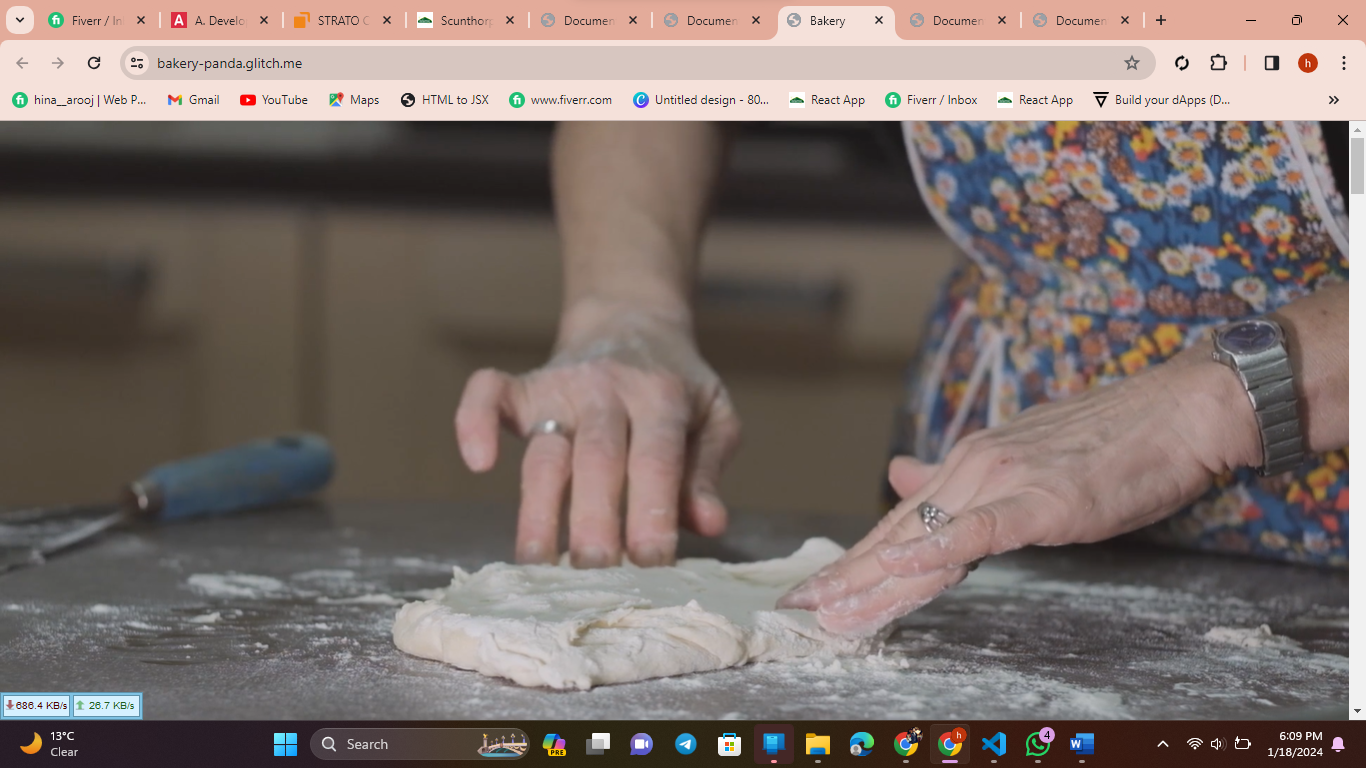 Fiverr / In
A. Develo
STRATO C
Scunthor
Documen
Documen
Bakery
Documen
Documen
bakery-panda.glitch.me
h
hina__arooj | Web P...
Gmail
YouTube
Maps
HTML to JSX
www.fiverr.com
Untitled design - 80...
React App
Fiverr / Inbox
React App
Build your dApps (D...
686.4 KB/s
26.7 KB/s
13°C
Clear
Search
PRE
h
4
6:09 PM
1/18/2024